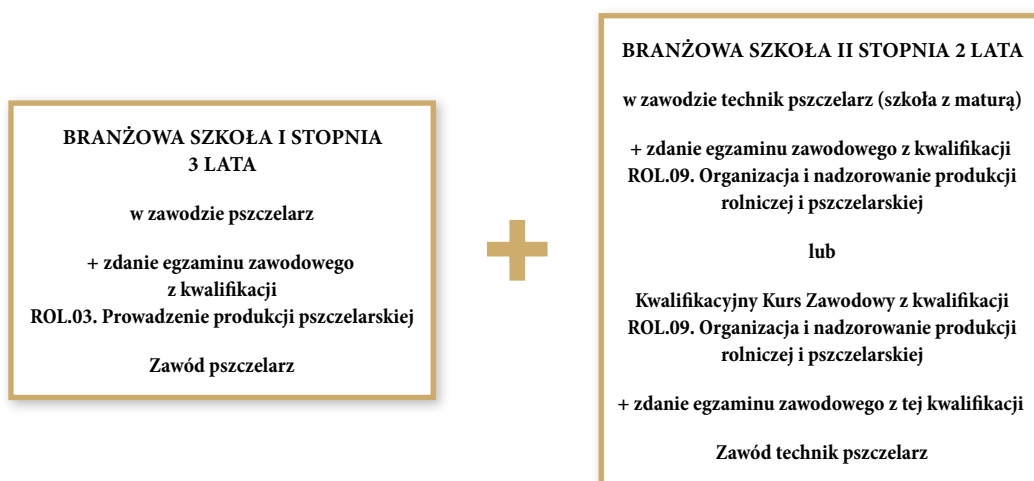 BRANŻOWA SZKOŁA I STOPNIA
3 LATA
w zawodzie pszczelarz
+ zdanie egzaminu zawodowego
z kwalifikacji
ROL.03. Prowadzenie produkcji pszczelarskiej
Zawód pszczelarz
+
BRANŻOWA SZKOŁA II STOPNIA 2 LATA
w zawodzie technik pszczelarz (szkoła z maturą)
+ zdanie egzaminu zawodowego z kwalifikacji
ROL.09. Organizacja i nadzorowanie produkcji
rolniczej i pszczelarskiej
lub
Kwalifikacyjny Kurs Zawodowy z kwalifikacji
ROL.09. Organizacja i nadzorowanie produkcji
rolniczej i pszczelarskiej
+ zdanie egzaminu zawodowego z tej kwalifikacji
Zawód technik pszczelarz